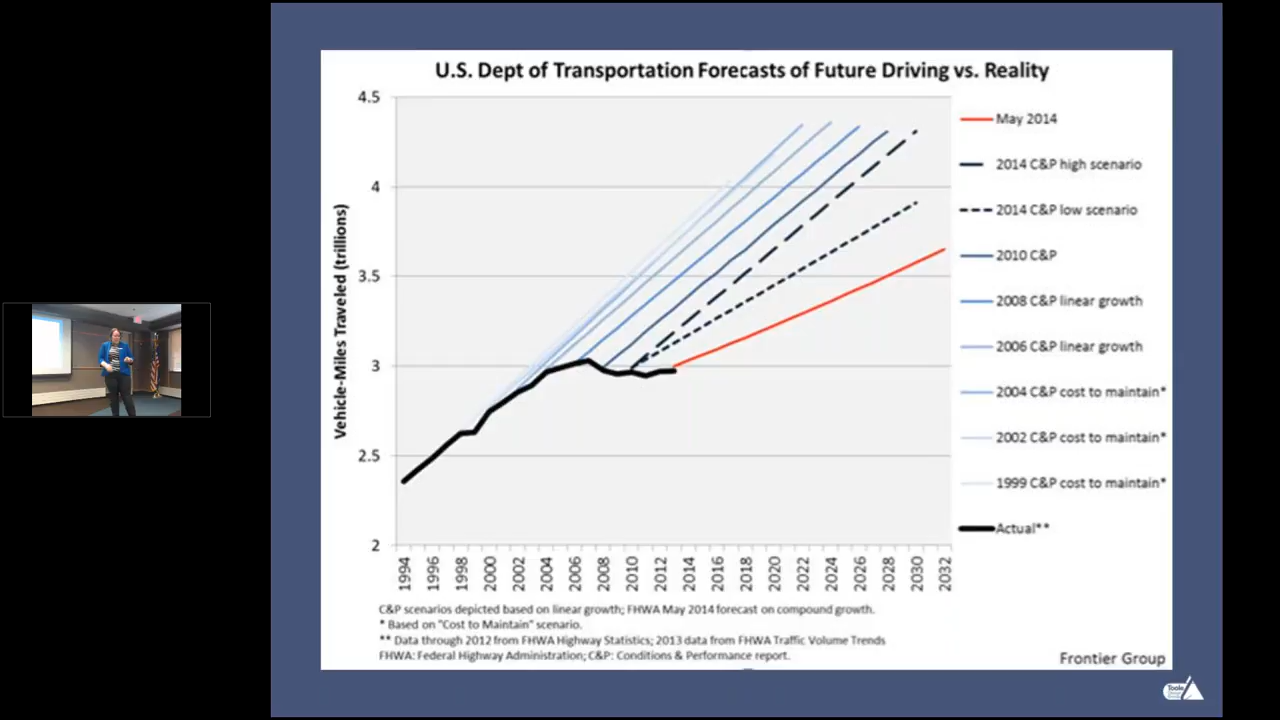 U.S. Dept of Transportation Forecasts of Future Driving vs. Reality
Vehicle-Miles Traveled (trillions)
4.5
4
3.5
3
2.5
2
1994
1996
1998
2000
2002
2004
2006
2008
2010
2012
2014
2016
2018
2020
2022
2024
2026
2028
2030
2032
May 2014
2014 C&P high scenario
2014 C&P low scenario
2010 C&P
2008 C&P linear growth
2006 C&P linear growth
2004 C&P cost to maintain*
2002 C&P cost to maintain*
1999 C&P cost to maintain*
Actual**
C&P scenarios depicted based on linear growth; FHWA May 2014 forecast on compound growth.
* Based on "Cost to Maintain" scenario.
** Data through 2012 from FHWA Highway Statistics; 2013 data from FHWA Traffic Volume Trends
FHWA: Federal Highway Administration; C&P: Conditions & Performance report.
Frontier Group
Toole